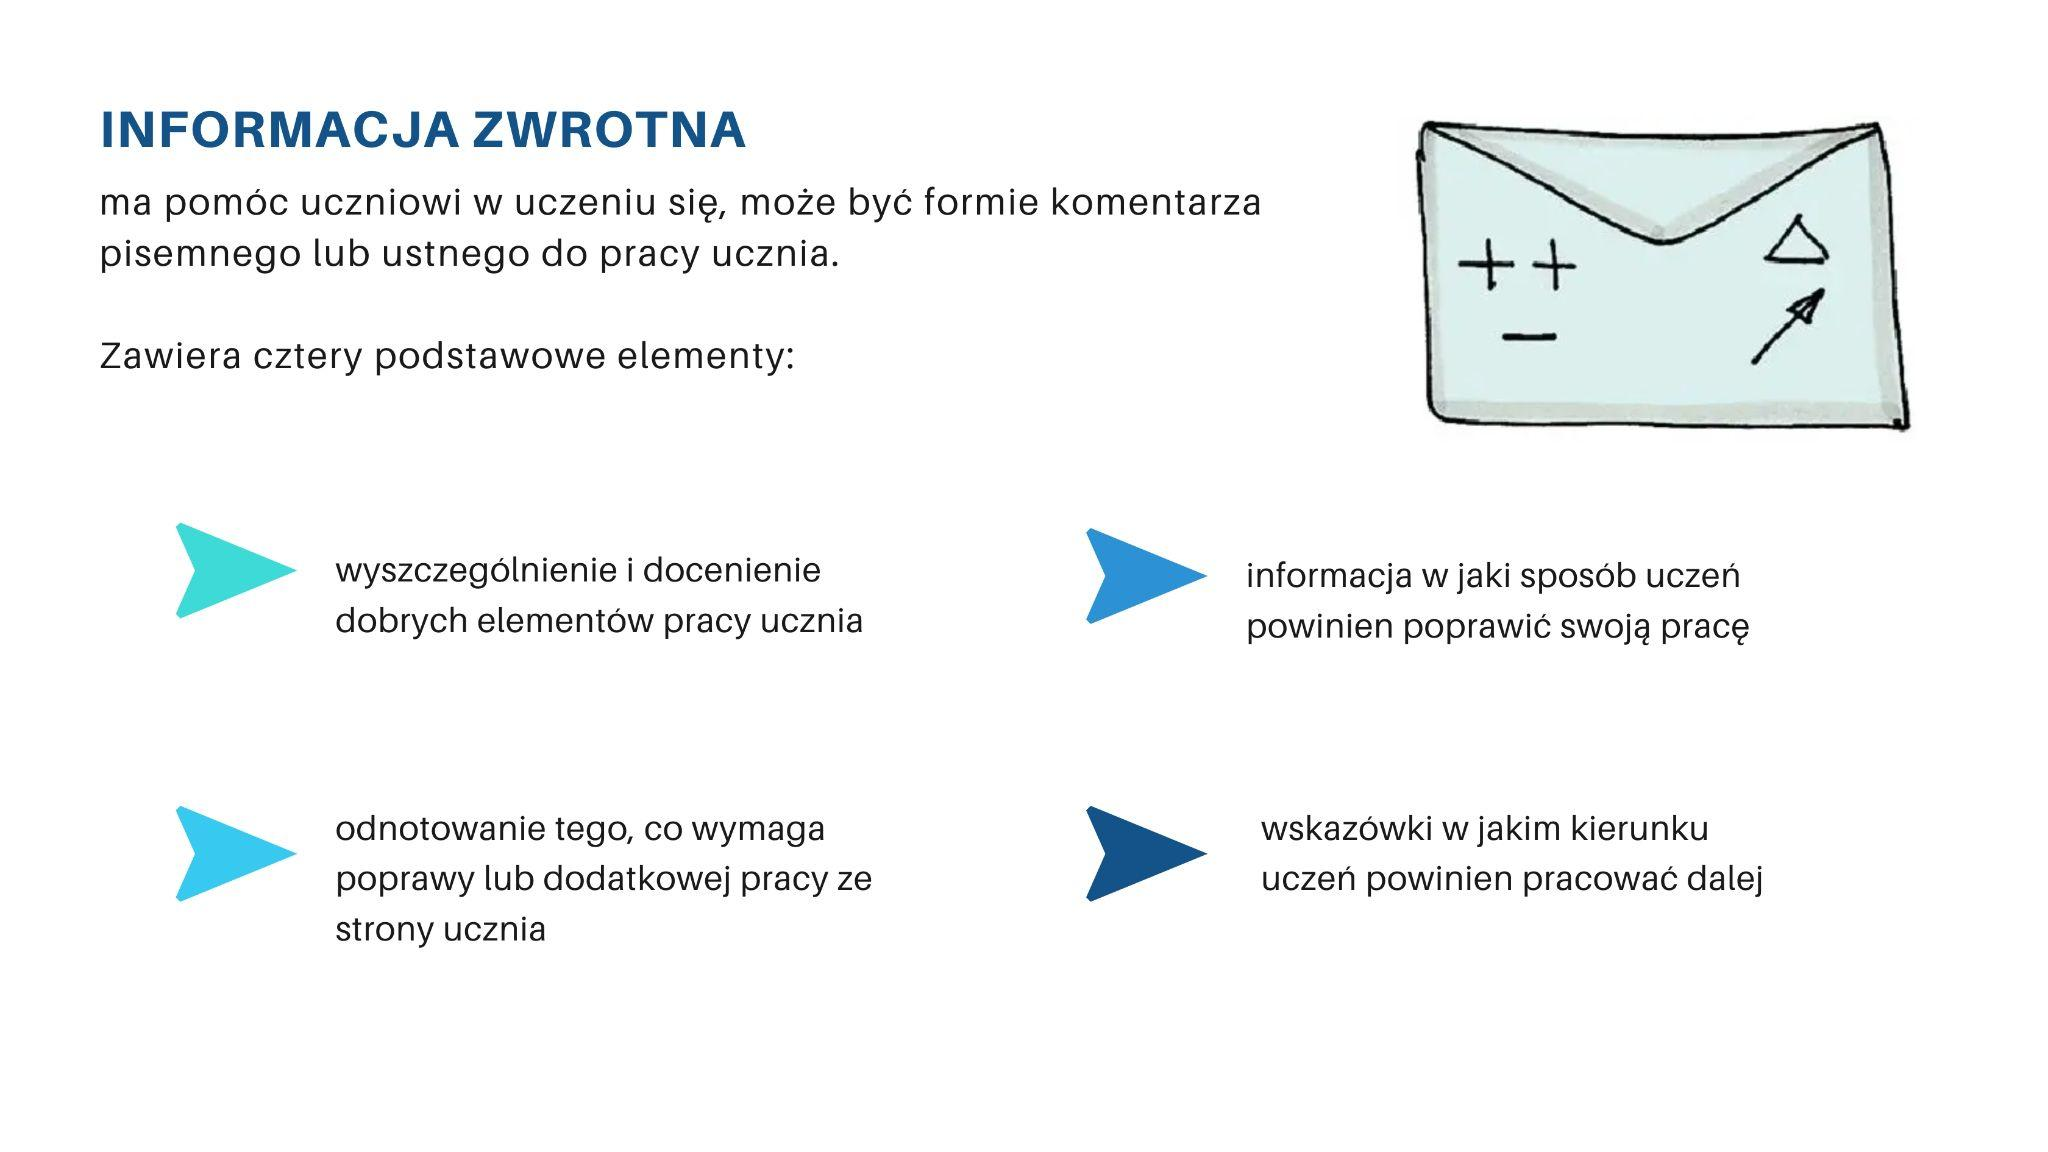 INFORMACJA ZWROTNA
ma pomóc uczniowi w uczeniu się, może być formie komentarza
pisemnego lub ustnego do pracy ucznia.
Zawiera cztery podstawowe elementy:
++
–
wyszczególnienie i docenienie
dobrych elementów pracy ucznia
odnotowanie tego, co wymaga
poprawy lub dodatkowej pracy ze
strony ucznia
informacja w jaki sposób uczeń
powinien poprawić swoją pracę
wskazówki w jakim kierunku
uczeń powinien pracować dalej